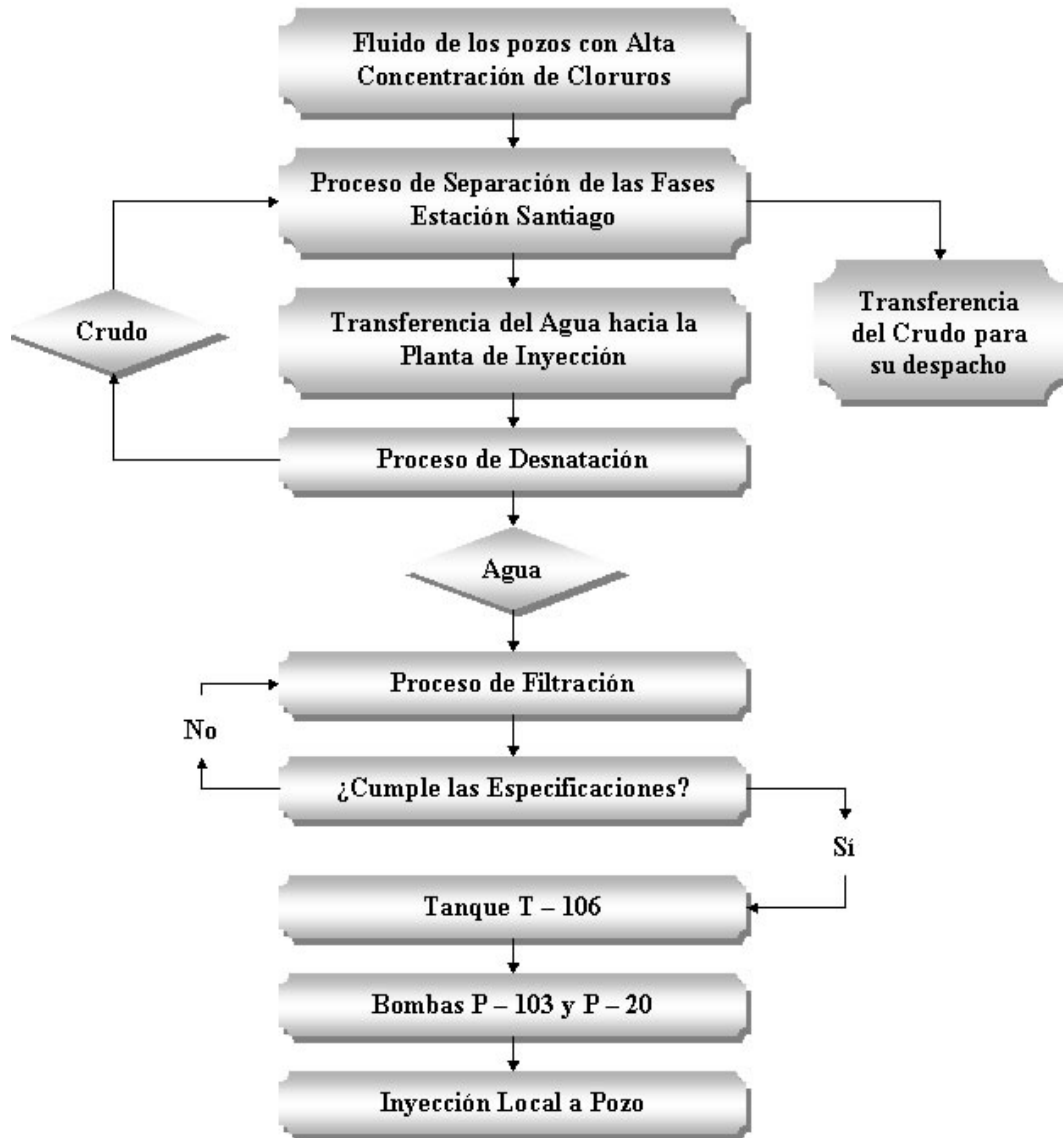 Fluido de los pozos con Alta
Concentración de Cloruros
Proceso de Separación de las Fases
Estación Santiago
Crudo
Transferencia del Agua hacia la
Planta de Inyección
Transferencia
del Crudo para
su despacho
Proceso de Desnatación
Agua
Proceso de Filtración
No
¿Cumple las Especificaciones?
Sí
Tanque T – 106
Bombas P – 103 y P – 20
Inyección Local a Pozo